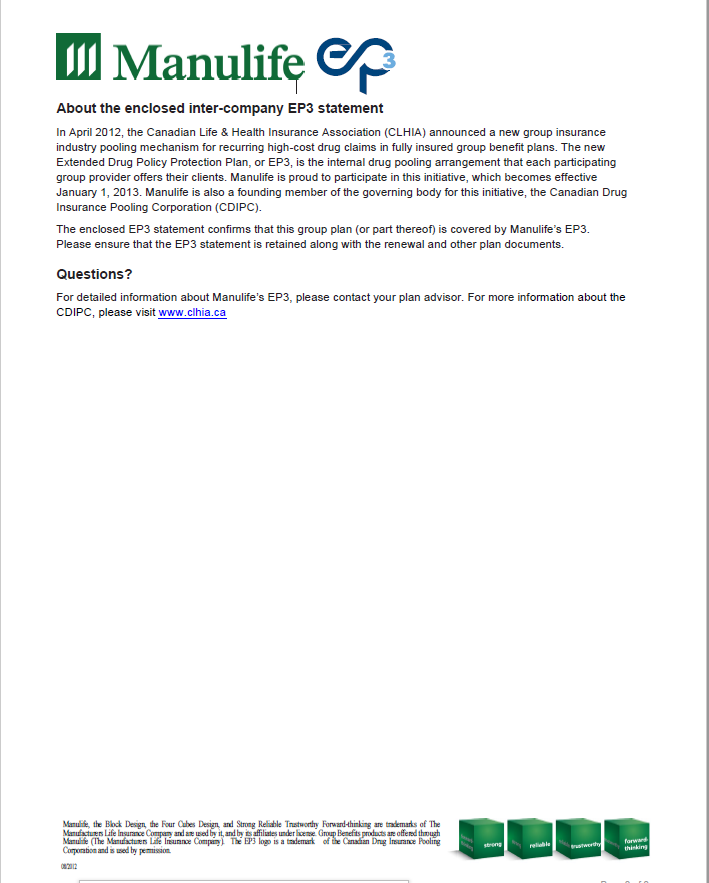 Manulife ep3
About the enclosed inter-company EP3 statement
In April 2012, the Canadian Life & Health Insurance Association (CLHIA) announced a new group insurance
industry pooling mechanism for recurring high-cost drug claims in fully insured group benefit plans. The new
Extended Drug Policy Protection Plan, or EP3, is the internal drug pooling arrangement that each participating
group provider offers their clients. Manulife is proud to participate in this initiative, which becomes effective
January 1, 2013. Manulife is also a founding member of the governing body for this initiative, the Canadian Drug
Insurance Pooling Corporation (CDIPC).
The enclosed EP3 statement confirms that this group plan (or part thereof) is covered by Manulife's EP3.
Please ensure that the EP3 statement is retained along with the renewal and other plan documents.
Questions?
For detailed information about Manulife's EP3, please contact your plan advisor. For more information about the
CDIPC, please visit www.clhia.ca
Manulife, the Block Design, the Four Cubes Design, and Strong Reliable Trustworthy Forward-thinking are trademarks of The
Manufacturers Life Insurance Company and are used by it, and by its affiliates under license. Group Benefits products are offered through
Manulife (The Manufacturers Life Insurance Company). The EP3 logo is a trademark of the Canadian Drug Insurance Pooling
Corporation and is used by permission.
08/2012
strong
reliable
trustworthy
forward-
thinking